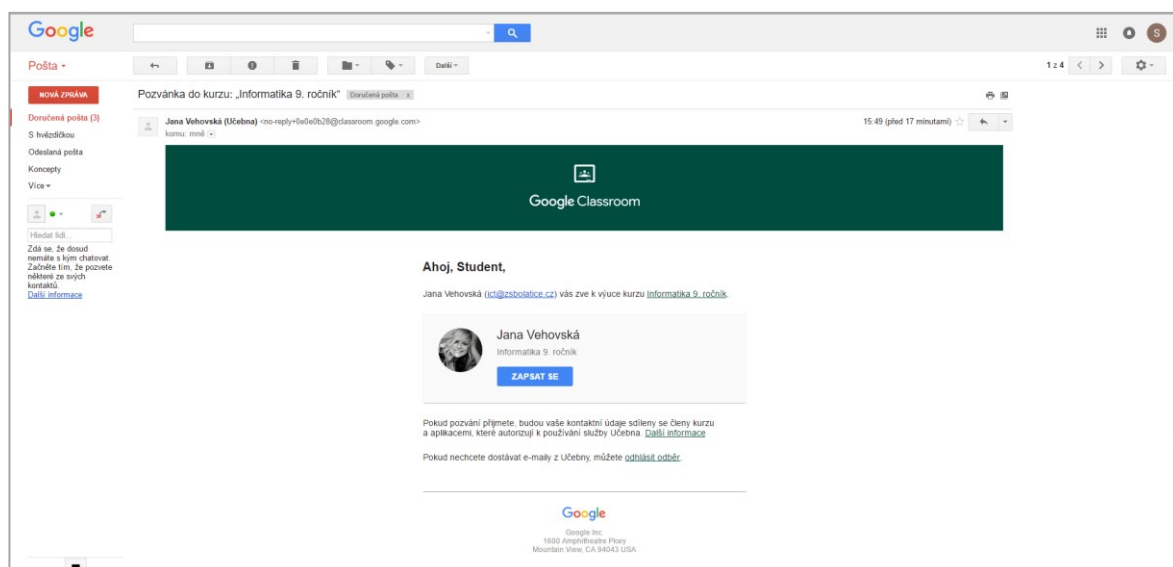 Google
S
Pošta
Další
1 z 4
NOVÁ ZPRÁVA
Pozvánka do kurzu: „Informatika 9. ročník“ Doručená pošta x
Doručená pošta (3)
S hvězdičkou
Odeslaná pošta
Koncepty
Více
Jana Vehovská (Učebna) <no-reply+0e0e0b28@classroom.google.com>
komu: mně
15:49 (před 17 minutami)
Google Classroom
Hledat lidi...
Zdá se, že dosud
nemáte s kým chatovat.
Začněte tím, že pozvete
některé ze svých
kontaktů.
Další informace
Ahoj, Student,
Jana Vehovská (ict@zsbolatice.cz) vás zve k výuce kurzu Informatika 9. ročník.
Jana Vehovská
Informatika 9. ročník
ZAPSAT SE
Pokud pozvání přijmete, budou vaše kontaktní údaje sdíleny se členy kurzu
a aplikacemi, které autorizují k používání služby Učebna. Další informace
Pokud nechcete dostávat e-maily z Učebny, můžete odhlásit odběr.
Google
Google Inc.
1600 Amphitheatre Pkwy
Mountain View, CA 94043 USA